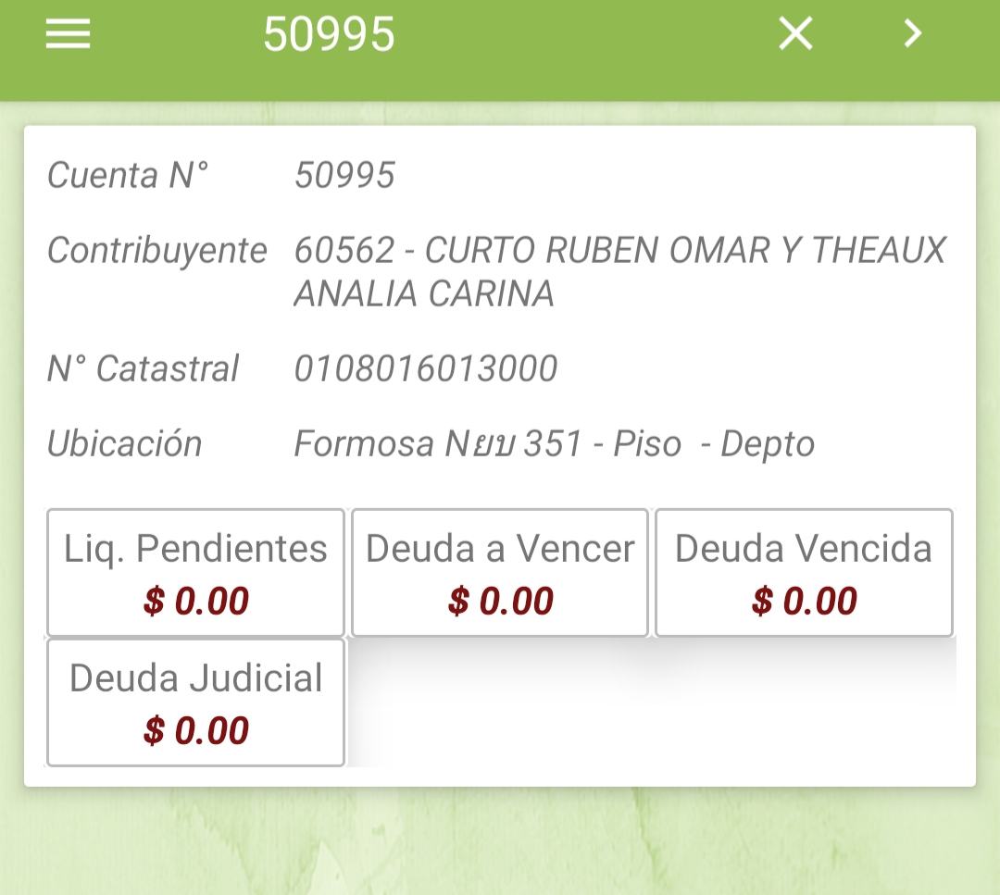 50995
Cuenta N° 50995
Contribuyente 60562 - CURTO RUBEN OMAR Y THEAUX
ANALIA CARINA
N° Catastral 0108016013000
Ubicación Formosa Nยบ 351 - Piso - Depto
Liq. Pendientes Deuda a Vencer Deuda Vencida
$ 0.00 $ 0.00 $ 0.00
Deuda Judicial
$ 0.00